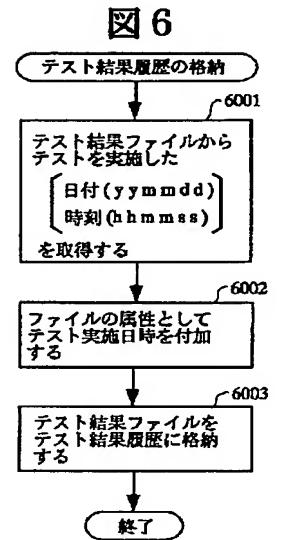 図6
テスト結果履歴の格納
6001
テスト結果ファイルから
テストを実施した
日付(yymmdd)
時刻(hhmmss)
を取得する
6002
ファイルの属性として
テスト実施日時を付加
する
6003
テスト結果ファイルを
テスト結果履歴に格納
する
終了